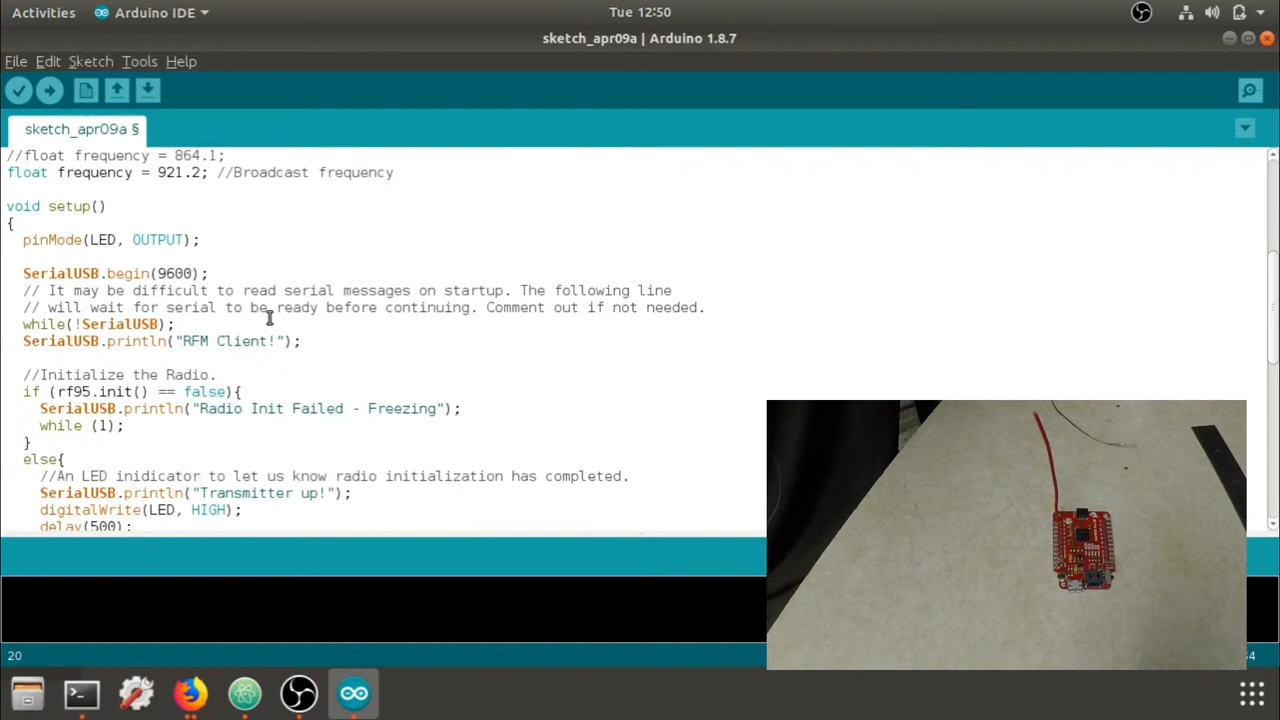 Activities
Arduino IDE
Tue 12:50
sketch_apr09a | Arduino 1.8.7
File Edit Sketch Tools Help
sketch_apr09a §
//float frequency = 864.1;
float frequency = 921.2; //Broadcast frequency
void setup()
{
pinMode(LED, OUTPUT);
SerialUSB.begin(9600);
// It may be difficult to read serial messages on startup. The following line
// will wait for serial to be ready before continuing. Comment out if not needed.
while(!SerialUSB);
SerialUSB.println("RFM Client!");
//Initialize the Radio.
if (rf95.init() == false){
SerialUSB.println("Radio Init Failed - Freezing");
while (1);
}
else{
//An LED inidicator to let us know radio initialization has completed.
SerialUSB.println("Transmitter up!");
digitalWrite(LED, HIGH);
delay(500);
20